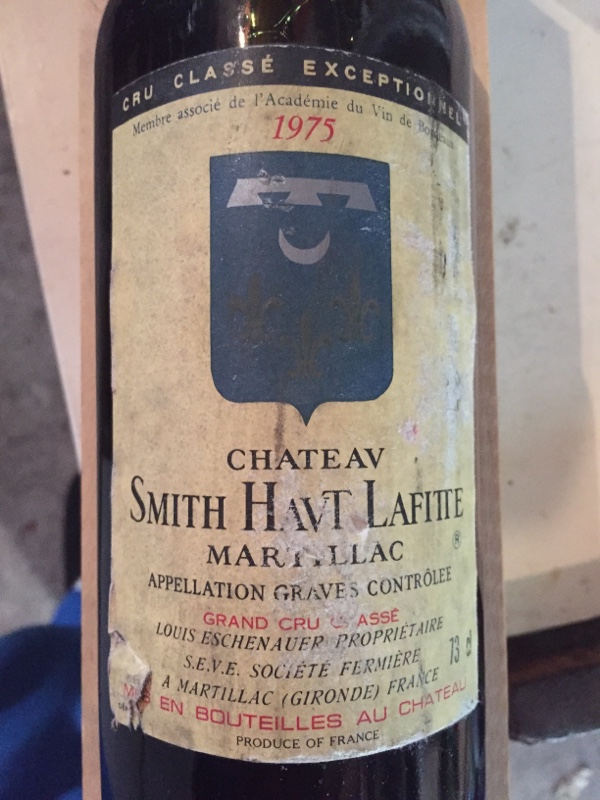 CRU CLASSÉ EXCEPTIONNEL
Membre associé de l'Académie du Vin de Bordeaux
1975
CHATEAV
SMITH HAVT LAFITTE
MARTILLAC ®
APPELLATION GRAVES CONTRÔLÉE
GRAND CRU CLASSÉ
LOUIS ESCHENAUER PROPRIÉTAIRE
S.E.V.E. SOCIÉTÉ FERMIÈRE 73 cl
A MARTILLAC (GIRONDE) FRANCE
MIS EN BOUTEILLES AU CHATEAU
PRODUCE OF FRANCE